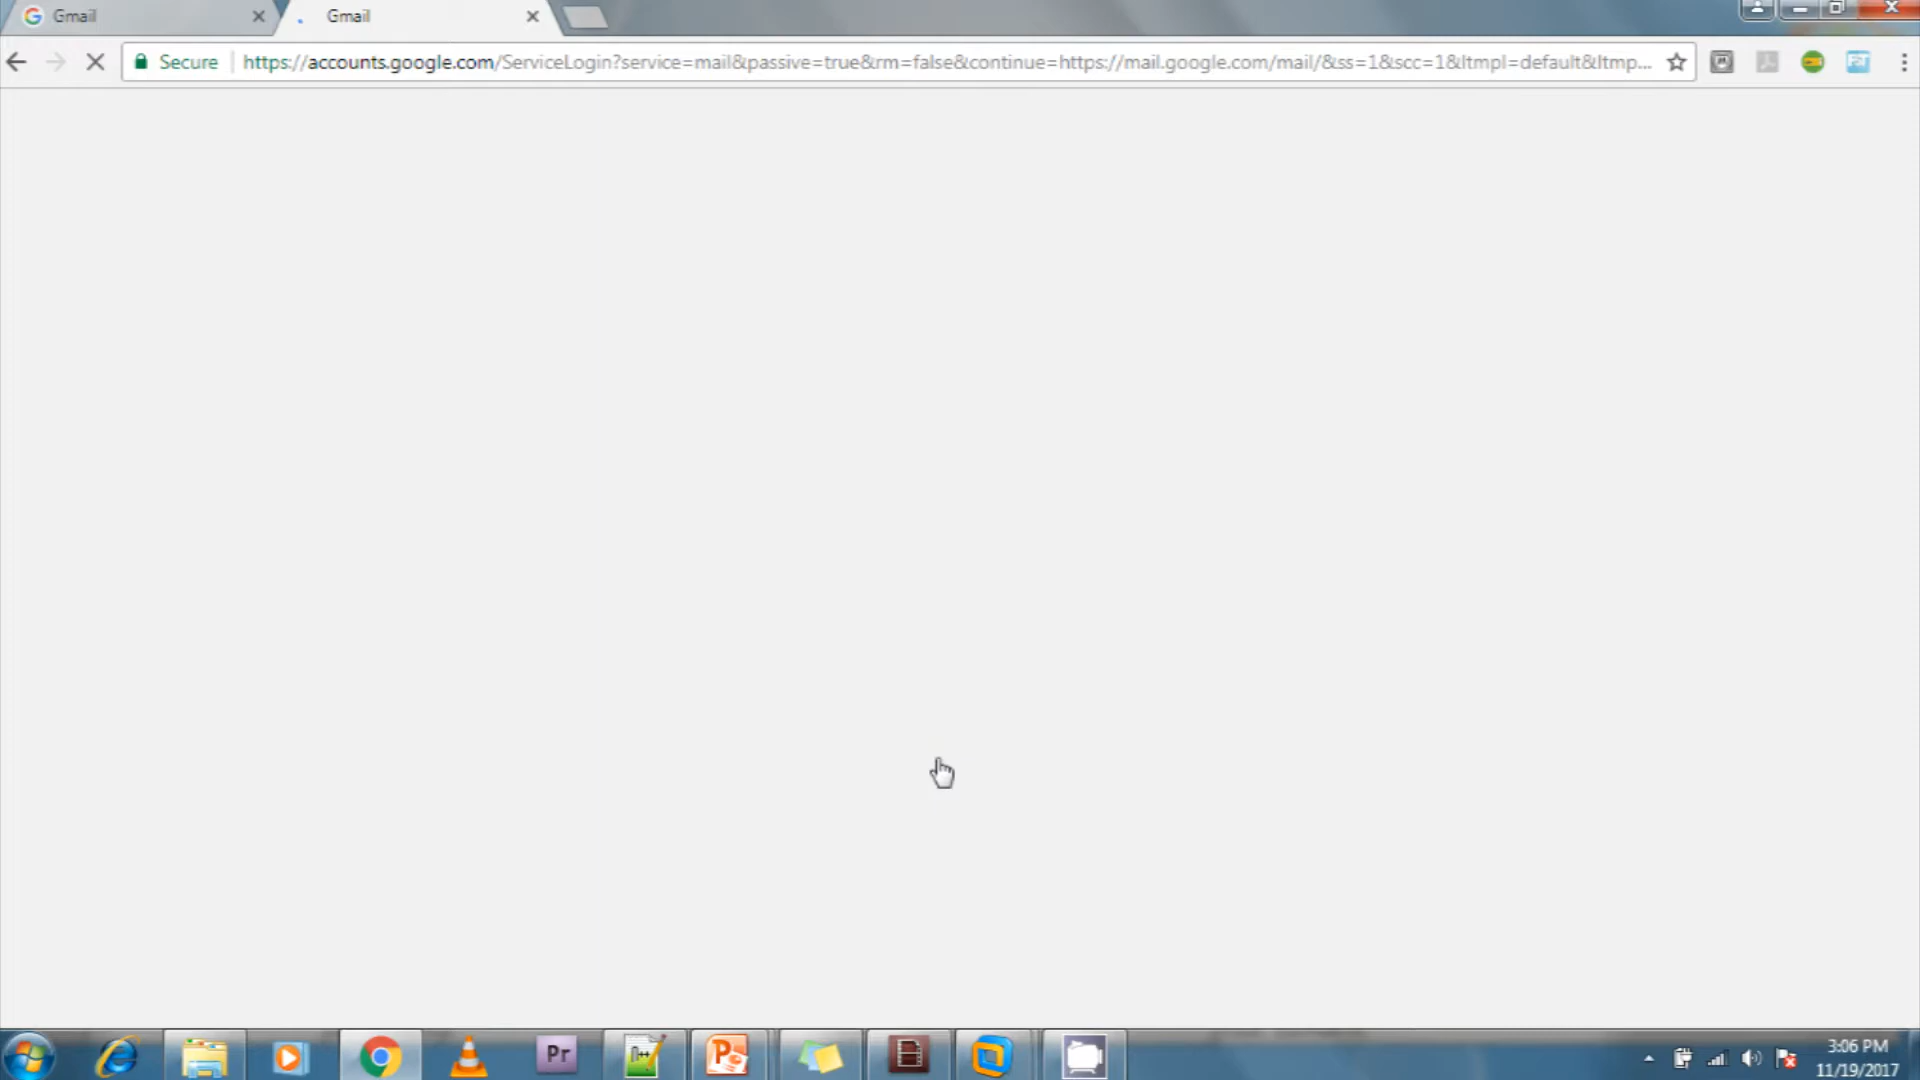 Gmail
Gmail
Secure https://accounts.google.com/ServiceLogin?service=mail&passive=true&rm=false&continue=https://mail.google.com/mail/&ss=1&scc=1&ltmpl=default&ltmp...
Pr
3:06 PM
11/19/2017